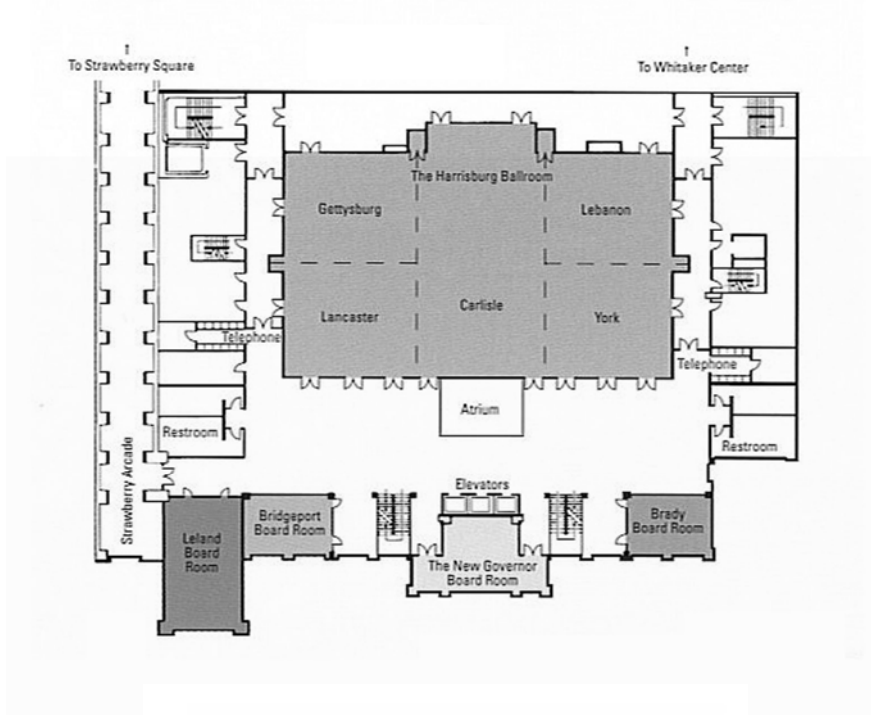 ↑
To Strawberry Square
↑
To Whitaker Center
The Harrisburg Ballroom
Gettysburg
Lebanon
Lancaster
Carlisle
York
Telephone
Telephone
Atrium
Restroom
Restroom
Strawberry Arcade
Elevators
Leland
Board
Room
Bridgeport
Board Room
Brady
Board Room
The New Governor
Board Room